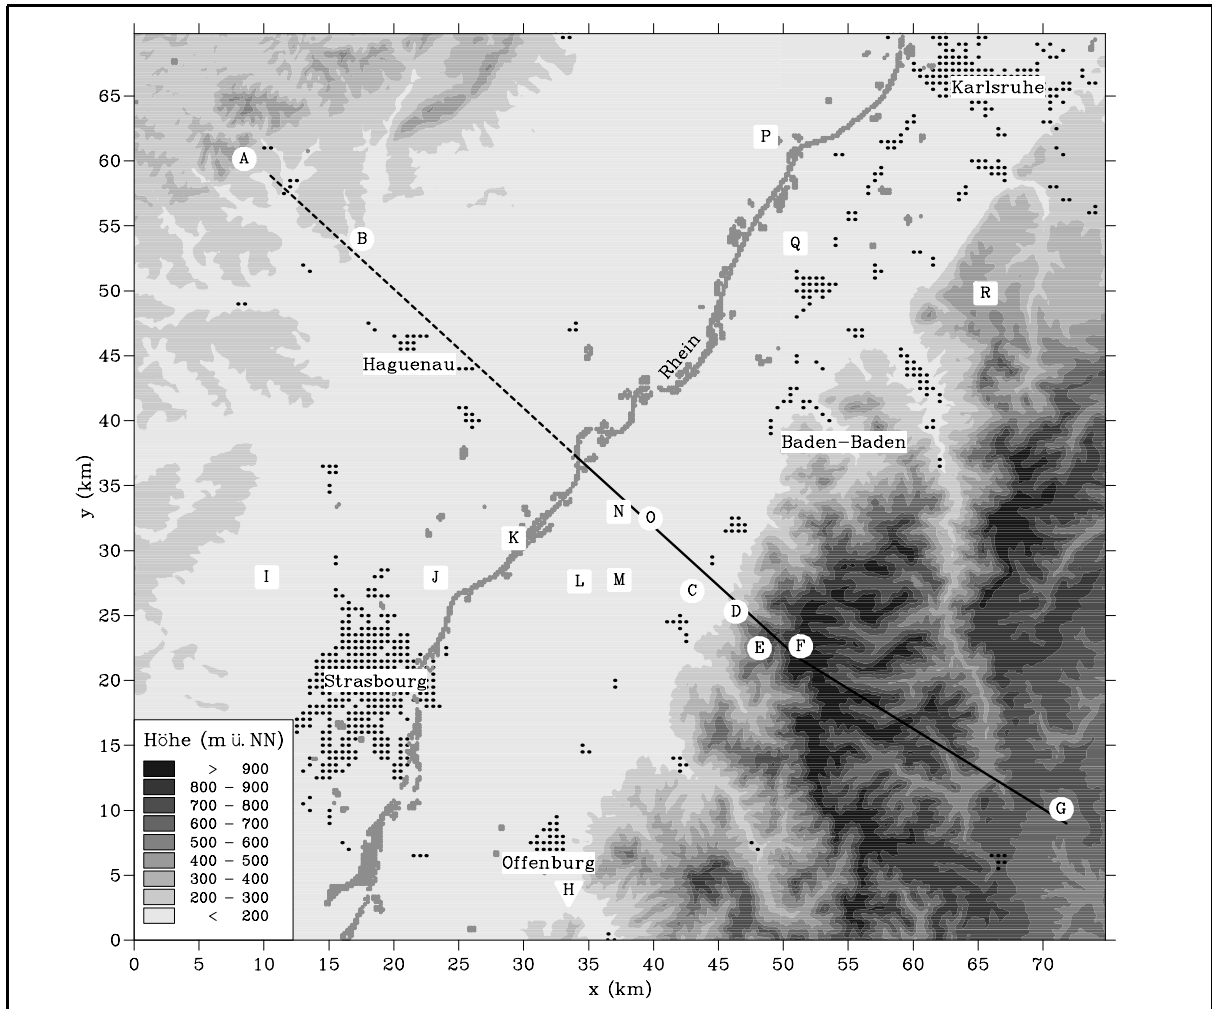 65
60
55
50
45
40
35
30
25
20
15
10
5
0
y (km)
0 5 10 15 20 25 30 35 40 45 50 55 60 65 70
x (km)
Karlsruhe
P
A
B
Q
R
Rhein
Haguenau
Baden-Baden
N O
K
I J L M
C
D
E F
Strasbourg
G
Offenburg
H
Höhe (m ü. NN)
> 900
800 - 900
700 - 800
600 - 700
500 - 600
400 - 500
300 - 400
200 - 300
< 200